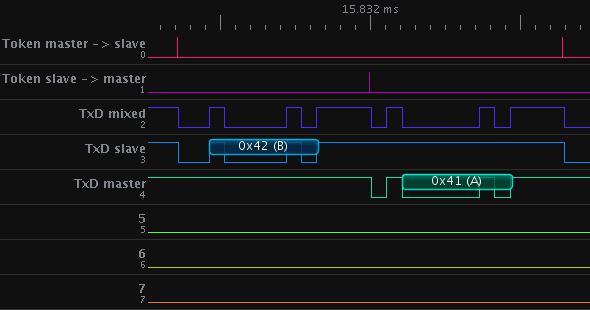 15.832 ms
Token master -> slave
0
Token slave -> master
1
TxD mixed
2
TxD slave
3
0x42 (B)
TxD master
4
0x41 (A)
5
5
6
6
7
7